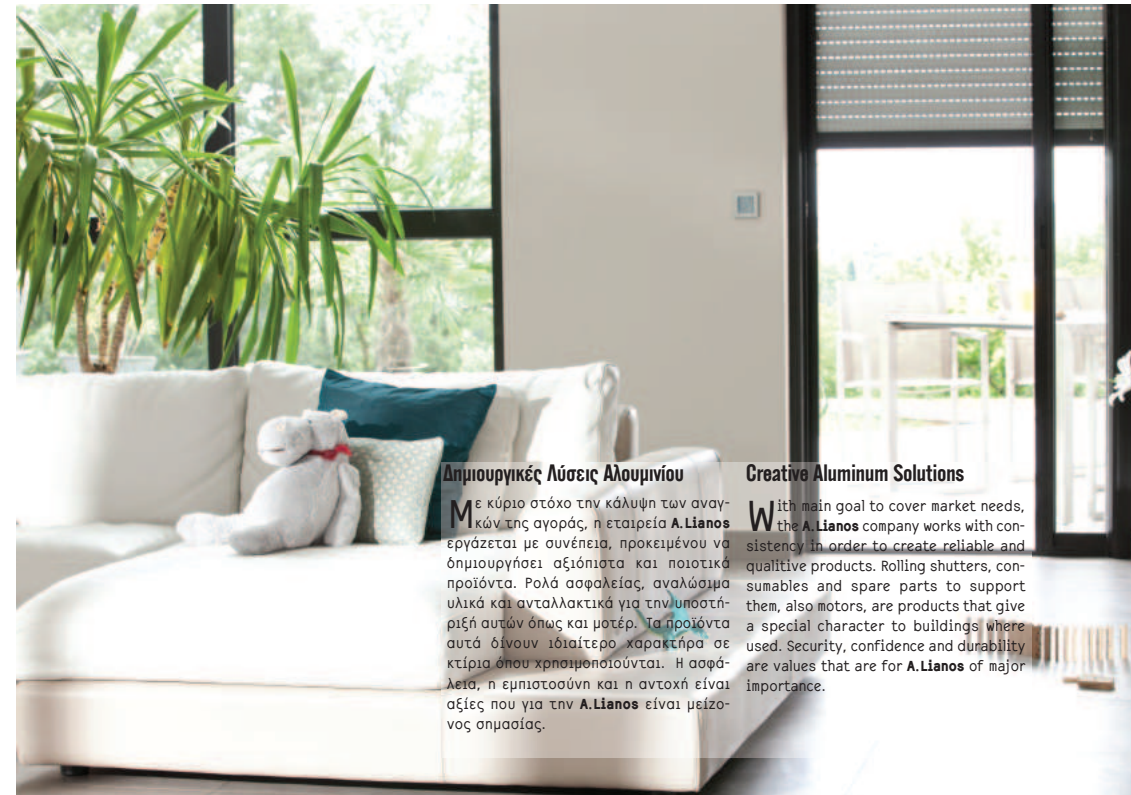 Δημιουργικές Λύσεις Αλουμινίου
Με κύριο στόχο την κάλυψη των αναγ-
κών της αγοράς, η εταιρεία A.Lianos
εργάζεται με συνέπεια, προκειμένου να
δημιουργήσει αξιόπιστα και ποιοτικά
προϊόντα. Ρολά ασφαλείας, αναλώσιμα
υλικά και ανταλλακτικά για την υποστή-
ριξή αυτών όπως και μοτέρ. Τα προϊόντα
αυτά δίνουν ιδιαίτερο χαρακτήρα σε
κτίρια όπου χρησιμοποιούνται. Η ασφά-
λεια, η εμπιστοσύνη και η αντοχή είναι
αξίες που για την A.Lianos είναι μείζο-
νος σημασίας.
Creative Aluminum Solutions
With main goal to cover market needs,
the A.Lianos company works with con-
sistency in order to create reliable and
qualitive products. Rolling shutters, con-
sumables and spare parts to support
them, also motors, are products that give
a special character to buildings where
used. Security, confidence and durability
are values that are for A.Lianos of major
importance.